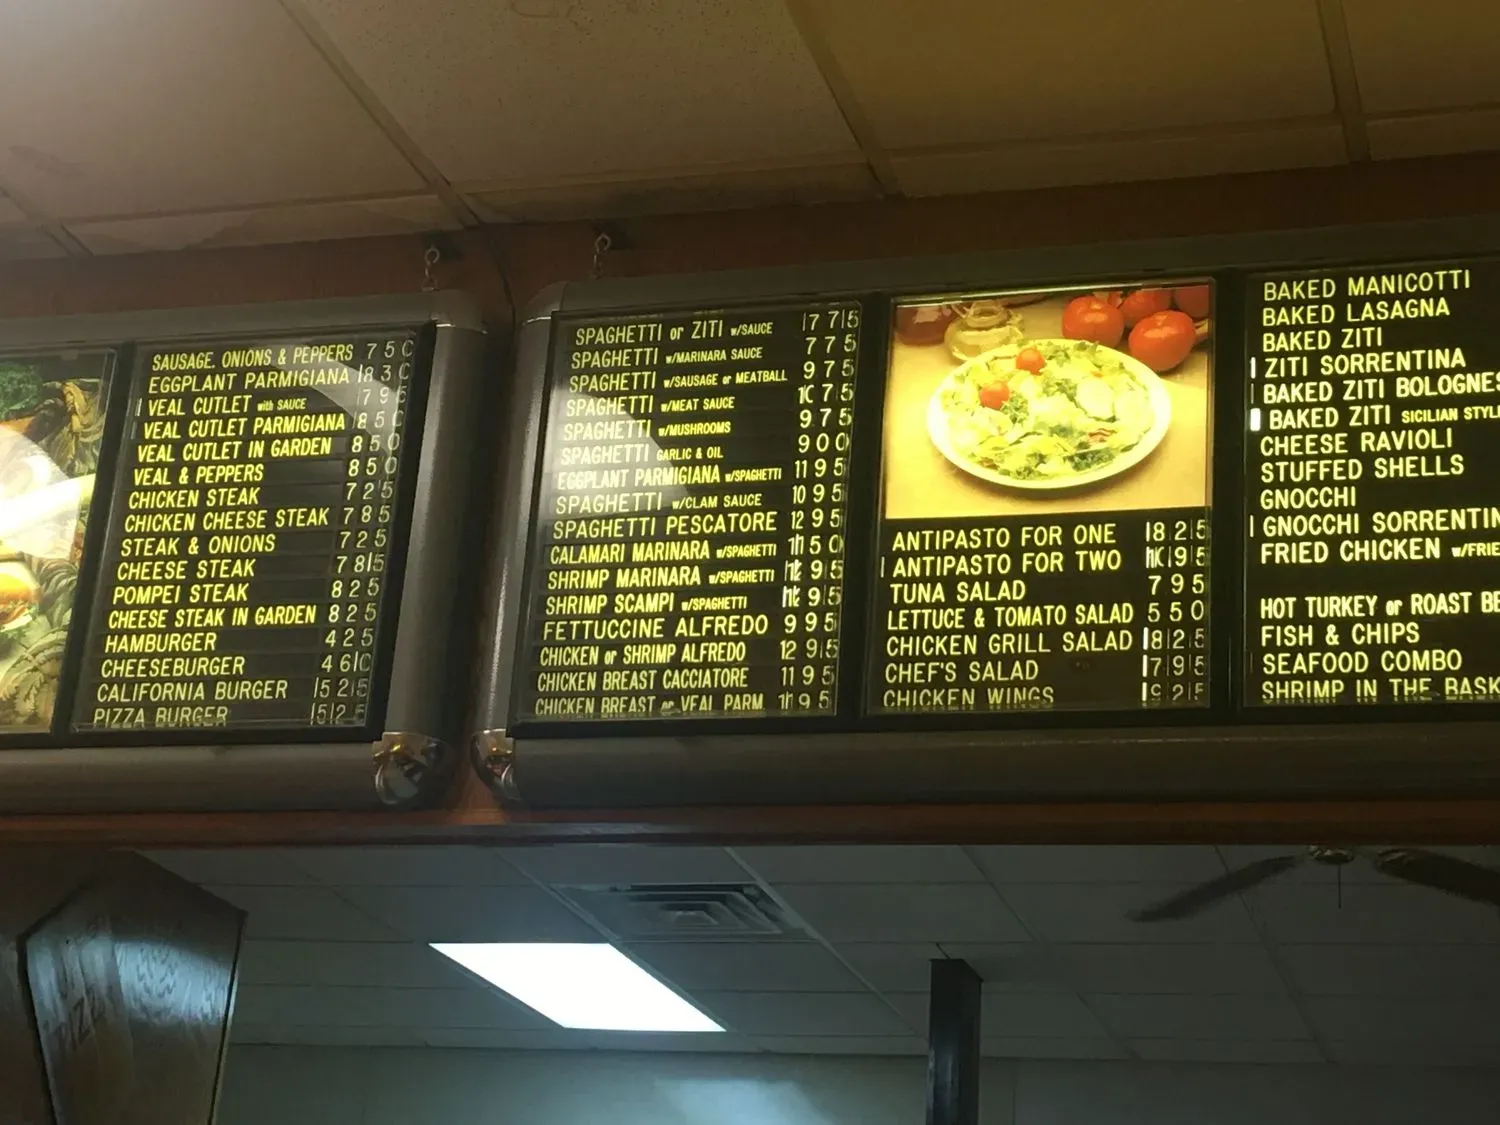 SAUSAGE, ONIONS & PEPPERS 7 5 0
EGGPLANT PARMIGIANA 8 3 0
VEAL CUTLET with SAUCE 7 9 5
VEAL CUTLET PARMIGIANA 8 5 0
VEAL CUTLET IN GARDEN 8 5 0
VEAL & PEPPERS 8 5 0
CHICKEN STEAK 7 2 5
CHICKEN CHEESE STEAK 7 8 5
STEAK & ONIONS 7 2 5
CHEESE STEAK 7 8 5
POMPEI STEAK 8 2 5
CHEESE STEAK IN GARDEN 8 2 5
HAMBURGER 4 2 5
CHEESEBURGER 4 6 0
CALIFORNIA BURGER 5 2 5
PIZZA BURGER 5 2 5
SPAGHETTI or ZITI w/SAUCE 7 7 5
SPAGHETTI w/MARINARA SAUCE 7 7 5
SPAGHETTI w/SAUSAGE or MEATBALL 9 7 5
SPAGHETTI w/MEAT SAUCE 10 7 5
SPAGHETTI w/MUSHROOMS 9 7 5
SPAGHETTI GARLIC & OIL 9 0 0
EGGPLANT PARMIGIANA w/SPAGHETTI 11 9 5
SPAGHETTI w/CLAM SAUCE 10 9 5
SPAGHETTI PESCATORE 12 9 5
CALAMARI MARINARA w/SPAGHETTI 11 5 0
SHRIMP MARINARA w/SPAGHETTI 12 9 5
SHRIMP SCAMPI w/SPAGHETTI 12 9 5
FETTUCCINE ALFREDO 9 9 5
CHICKEN or SHRIMP ALFREDO 12 9 5
CHICKEN BREAST CACCIATORE 11 9 5
CHICKEN BREAST or VEAL PARM 11 9 5
ANTIPASTO FOR ONE 8 2 5
ANTIPASTO FOR TWO 10 9 5
TUNA SALAD 7 9 5
LETTUCE & TOMATO SALAD 5 5 0
CHICKEN GRILL SALAD 8 2 5
CHEF'S SALAD 7 9 5
CHICKEN WINGS 9 2 5
BAKED MANICOTTI
BAKED LASAGNA
BAKED ZITI
ZITI SORRENTINA
BAKED ZITI BOLOGNES
BAKED ZITI SICILIAN STYL
CHEESE RAVIOLI
STUFFED SHELLS
GNOCCHI
GNOCCHI SORRENTIN
FRIED CHICKEN w/FRIE
HOT TURKEY or ROAST BE
FISH & CHIPS
SEAFOOD COMBO
SHRIMP IN THE BASK